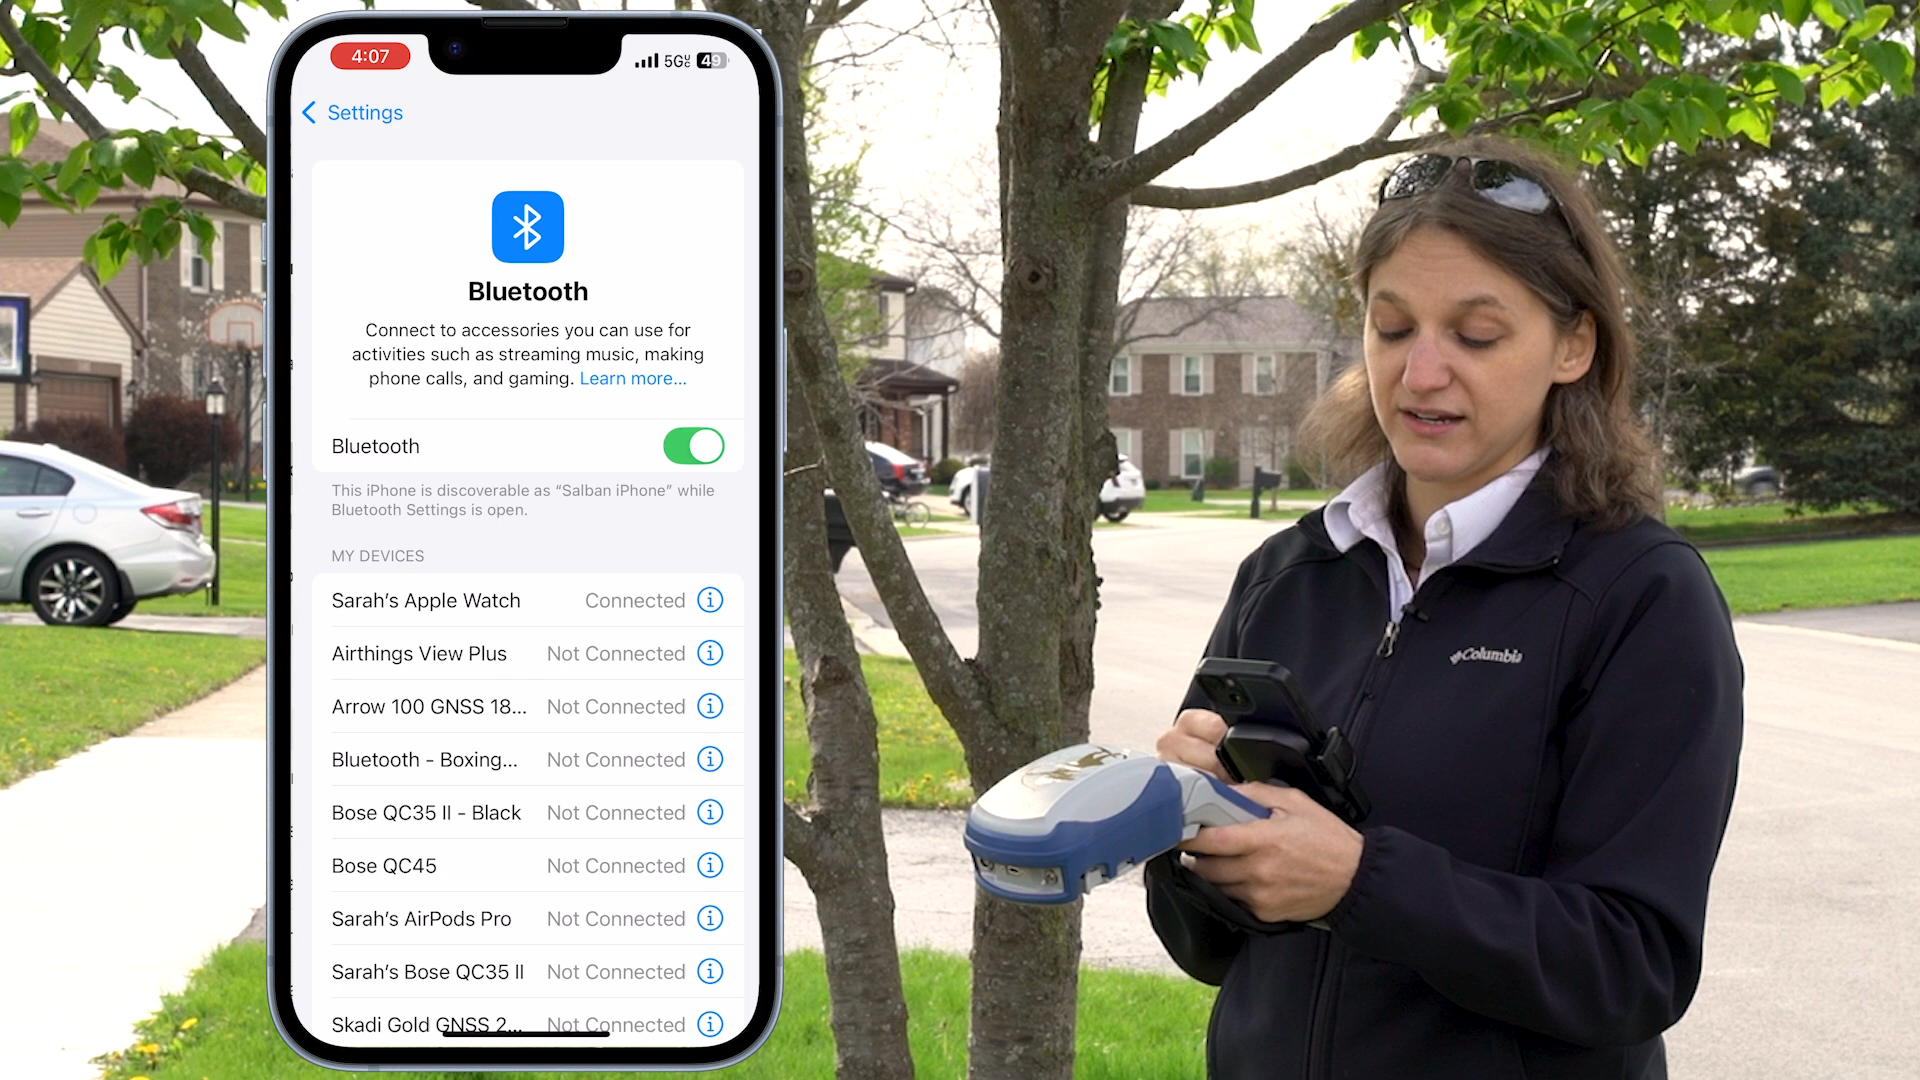 4:07
5G
49
Settings
Bluetooth
Connect to accessories you can use for
activities such as streaming music, making
phone calls, and gaming. Learn more...
Bluetooth
This iPhone is discoverable as “Salban iPhone” while
Bluetooth Settings is open.
MY DEVICES
Sarah’s Apple Watch Connected
Airthings View Plus Not Connected
Arrow 100 GNSS 18... Not Connected
Bluetooth - Boxing... Not Connected
Bose QC35 II - Black Not Connected
Bose QC45 Not Connected
Sarah’s AirPods Pro Not Connected
Sarah’s Bose QC35 II Not Connected
Skadi Gold GNSS 2... Not Connected
Columbia